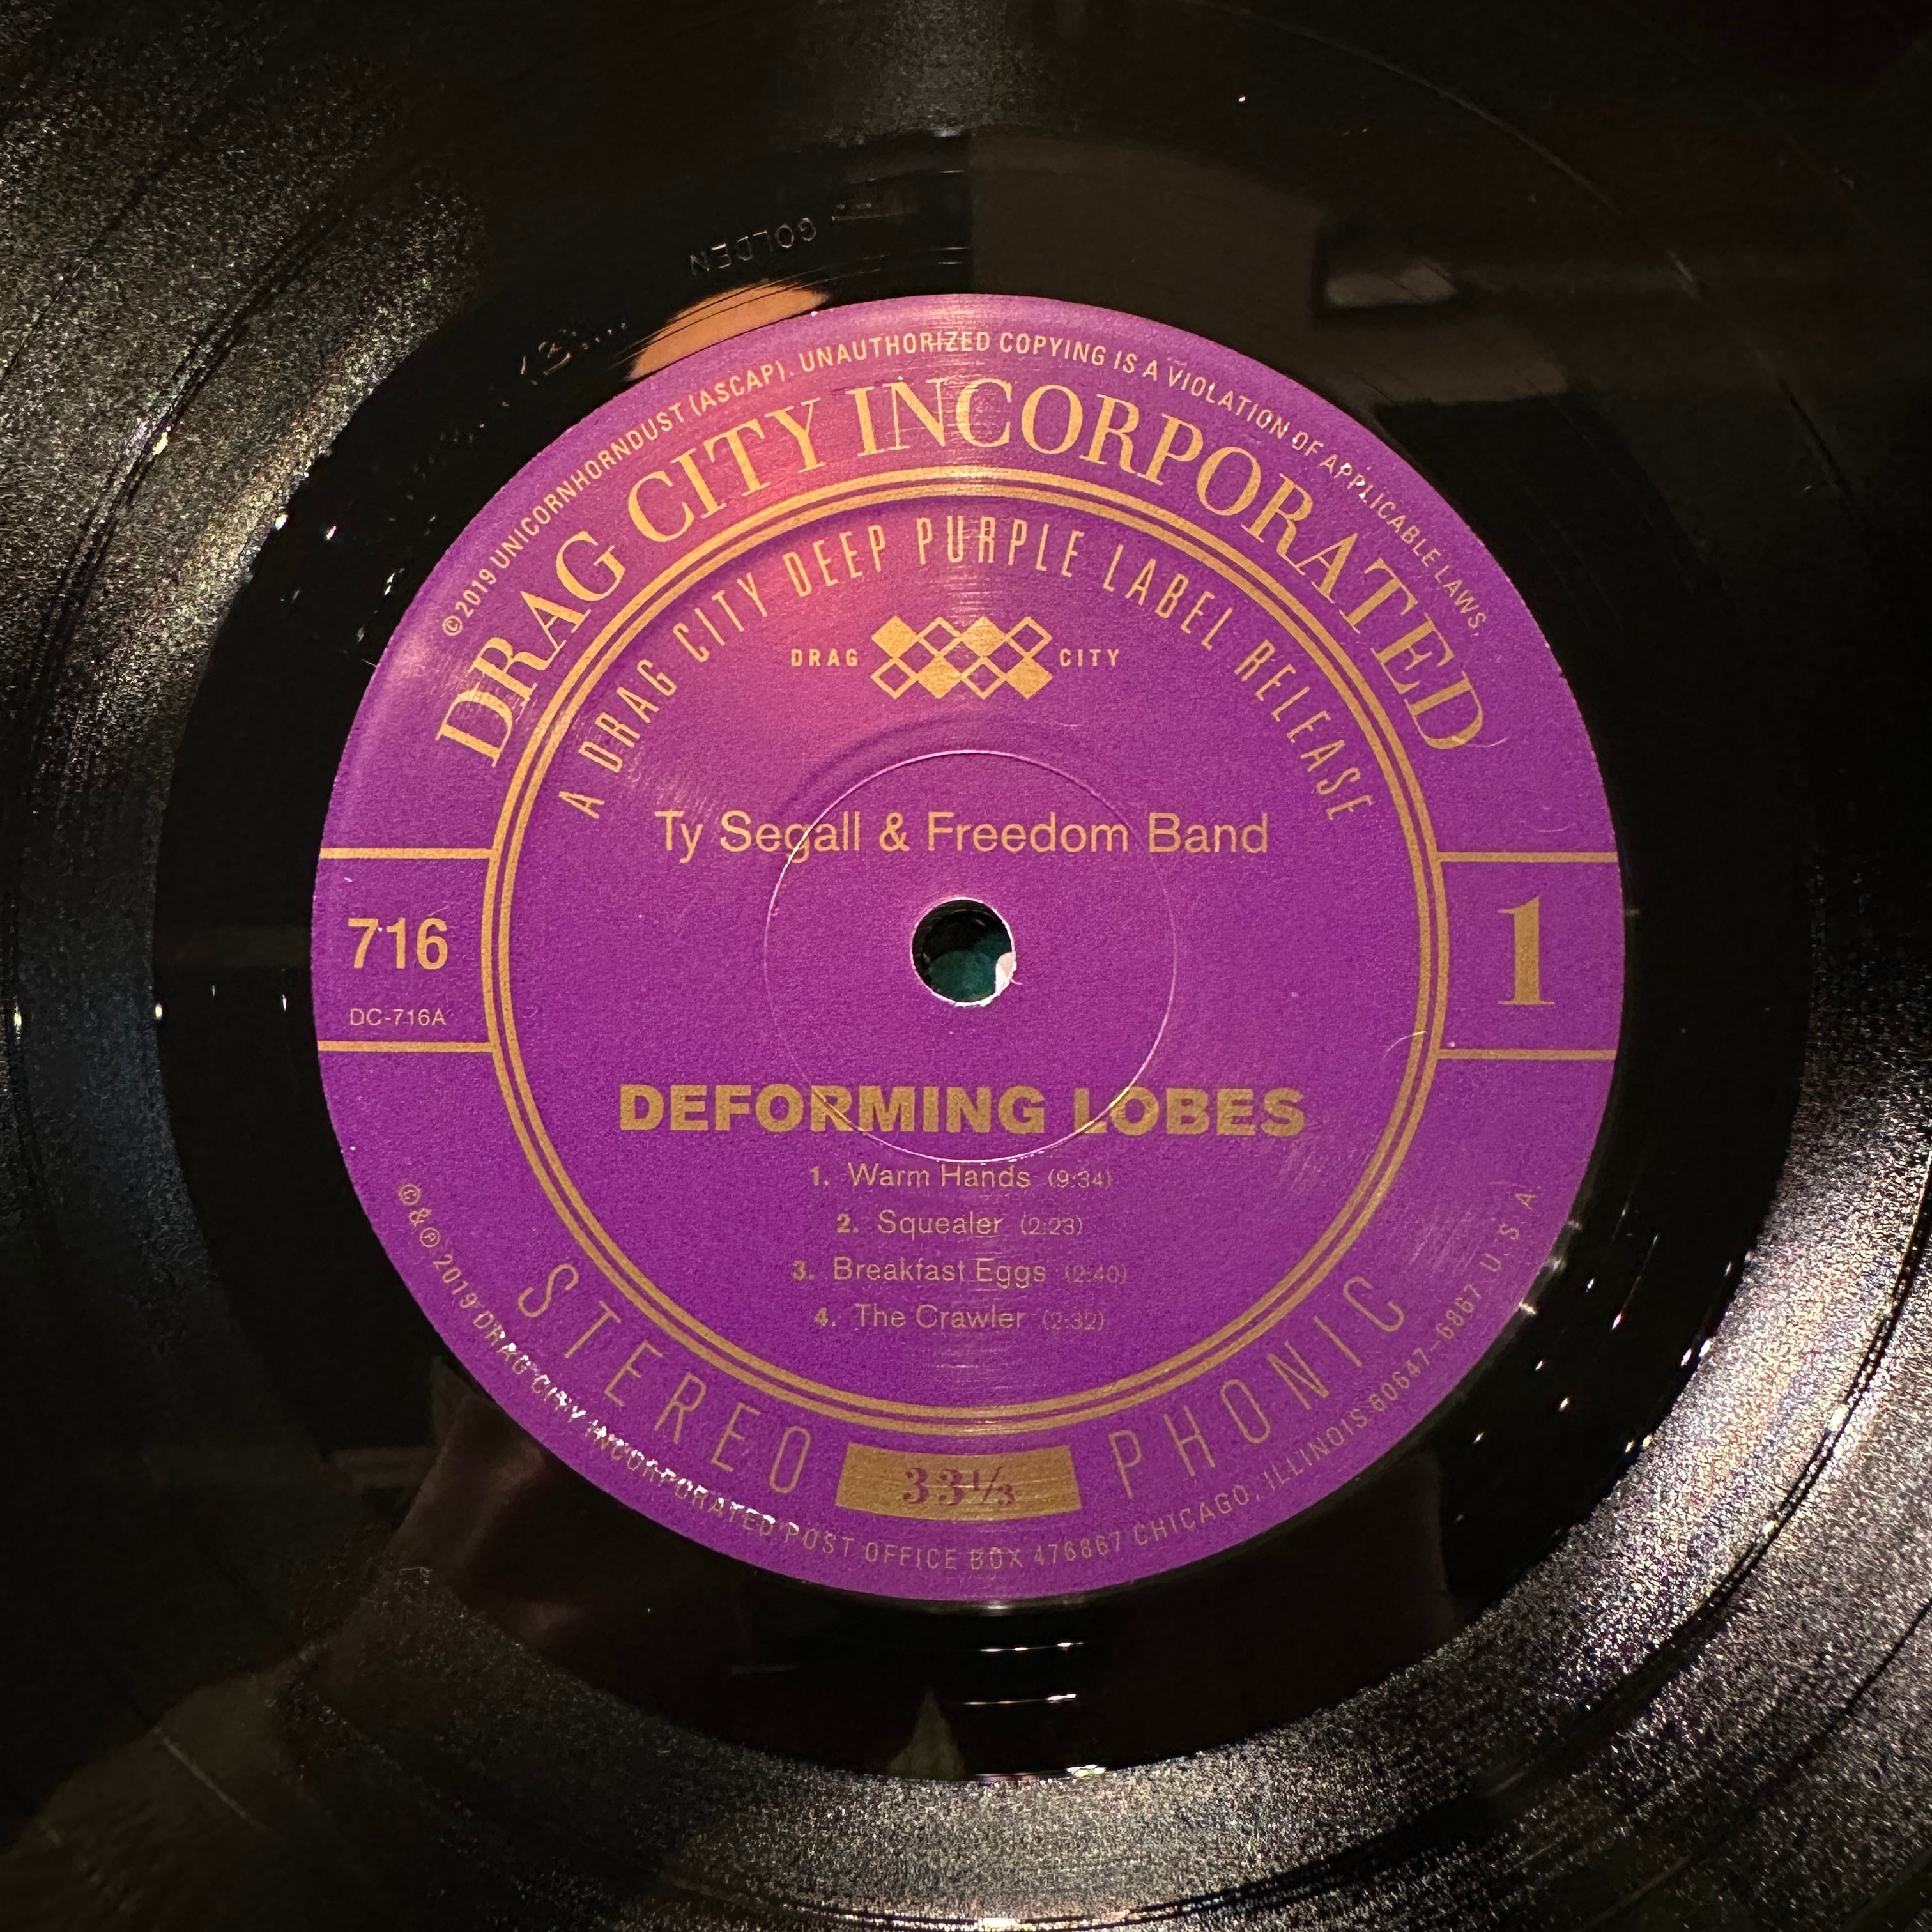 GOLDEN
©2019 UNICORNHORNDUST (ASCAP). UNAUTHORIZED COPYING IS A VIOLATION OF APPLICABLE LAWS.
DRAG CITY INCORPORATED
A DRAG CITY DEEP PURPLE LABEL RELEASE
DRAG CITY
Ty Segall & Freedom Band
716
DC-716A
1
DEFORMING LOBES
1. Warm Hands (9:34)
2. Squealer (2:23)
3. Breakfast Eggs (2:40)
4. The Crawler (2:32)
STEREO PHONIC
33⅓
©&℗ 2019 DRAG CITY INCORPORATED POST OFFICE BOX 476867 CHICAGO, ILLINOIS 60647-6867 U.S.A.